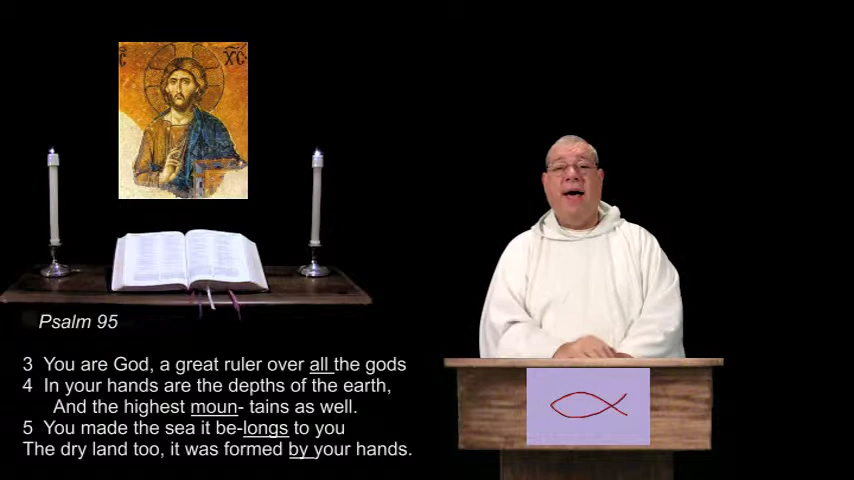 XC
Psalm 95
3 You are God, a great ruler over all the gods
4 In your hands are the depths of the earth,
And the highest moun- tains as well.
5 You made the sea it be-longs to you
The dry land too, it was formed by your hands.